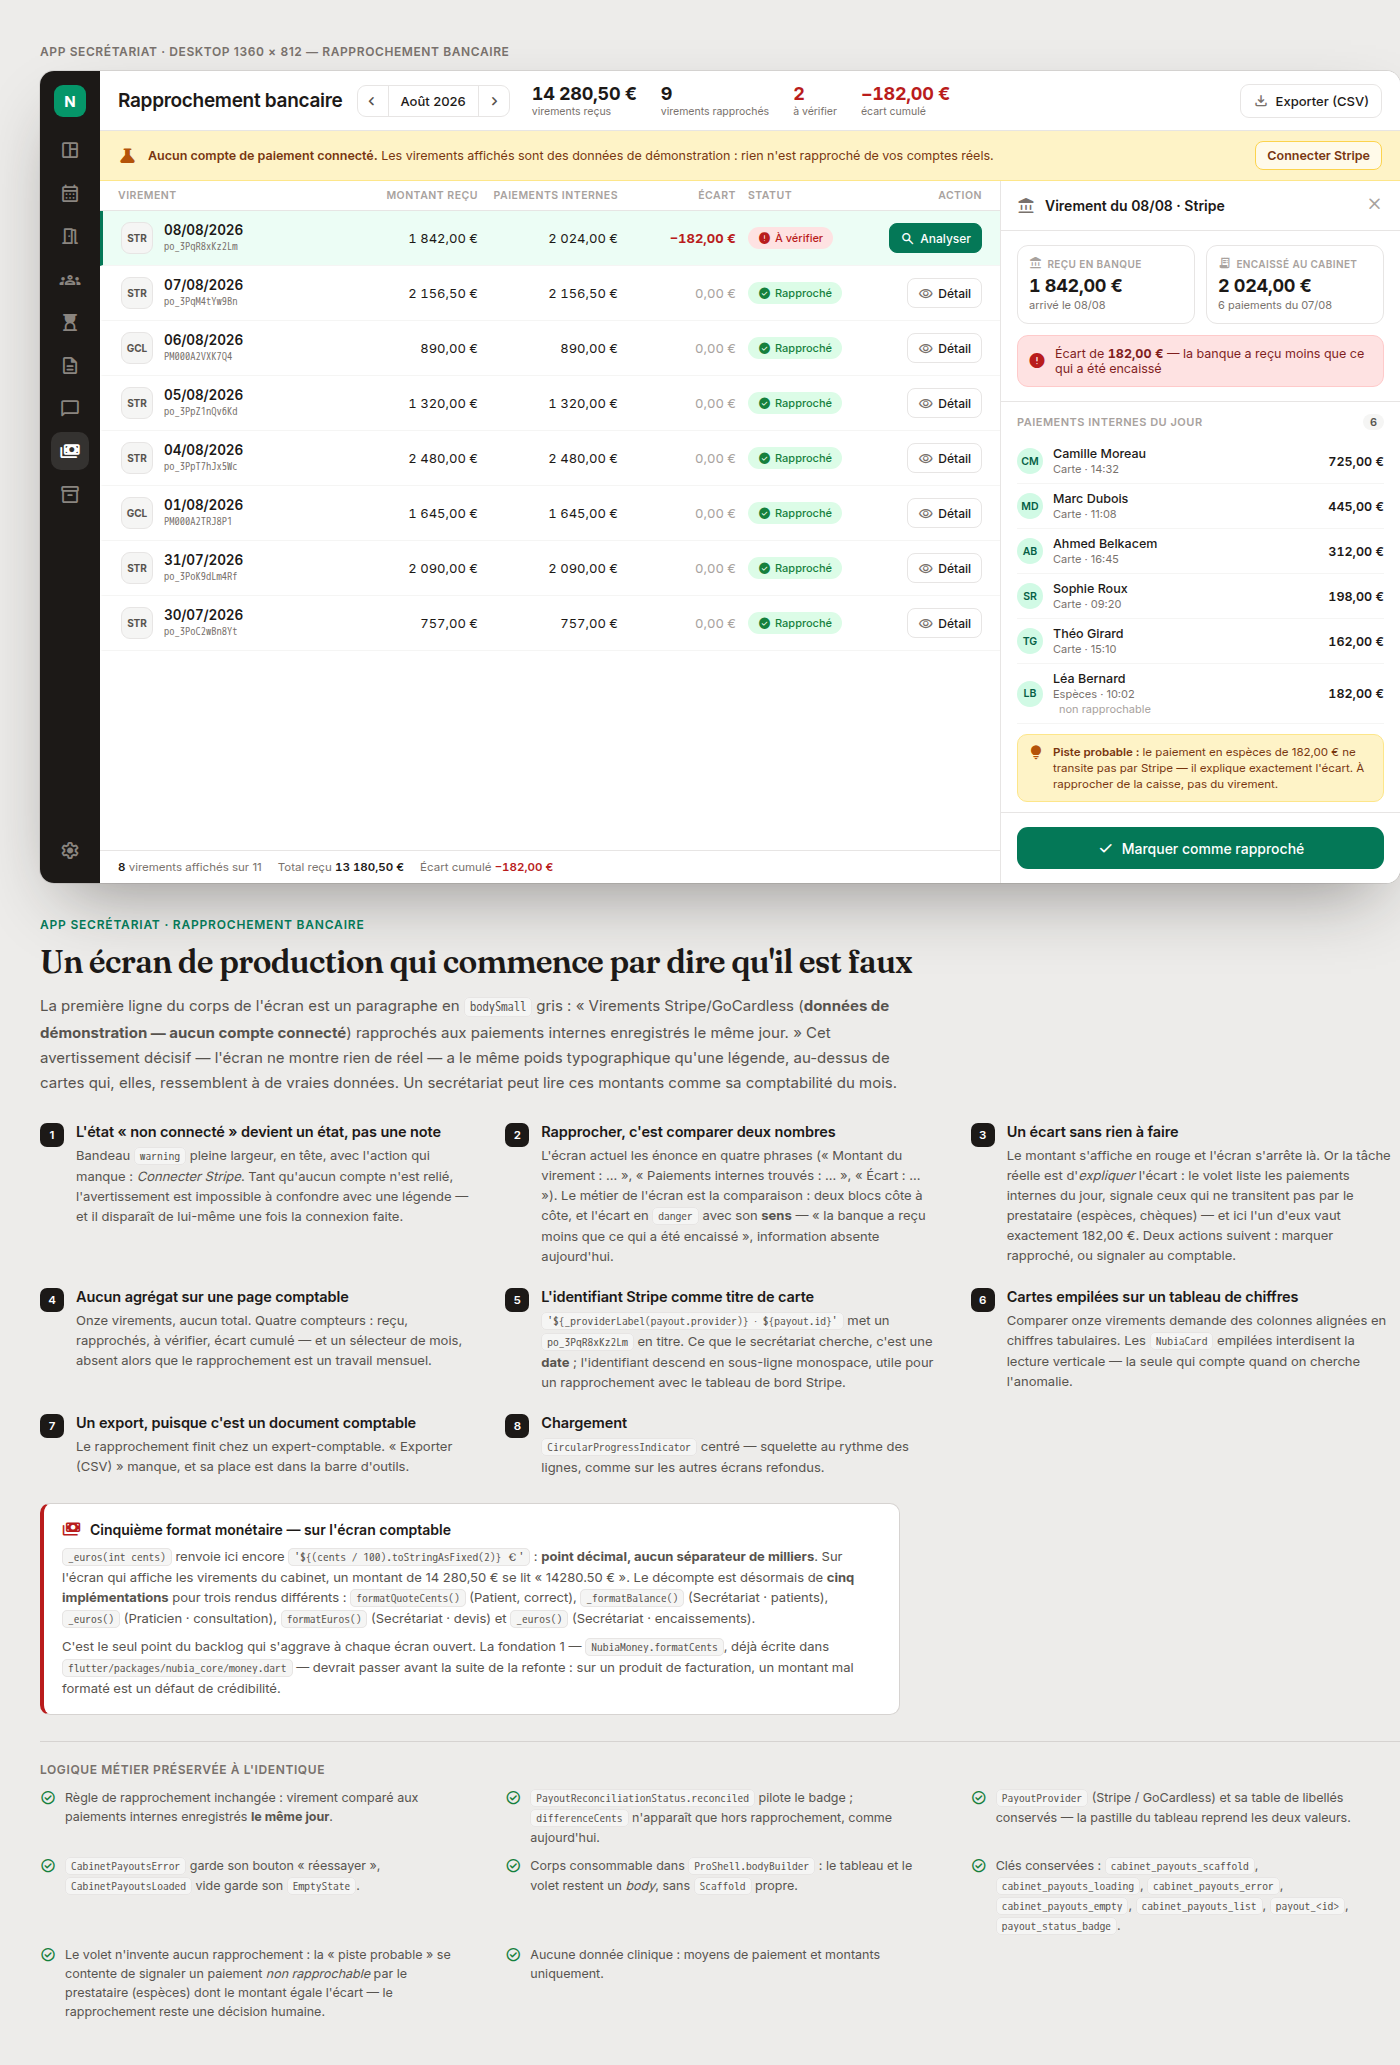 APP SECRÉTARIAT · DESKTOP 1360 × 812 — RAPPROCHEMENT BANCAIRE
N
Rapprochement bancaire
Août 2026
14 280,50 €
virements reçus
9
virements rapprochés
2
à vérifier
−182,00 €
écart cumulé
Exporter (CSV)
Aucun compte de paiement connecté. Les virements affichés sont des données de démonstration : rien n'est rapproché de vos comptes réels.
Connecter Stripe
VIREMENT MONTANT REÇU PAIEMENTS INTERNES ÉCART STATUT ACTION
STR 08/08/2026 1 842,00 € 2 024,00 € −182,00 € À vérifier Analyser
po_3PqR8xKz2Lm
STR 07/08/2026 2 156,50 € 2 156,50 € 0,00 € Rapproché Détail
po_3PqM4tYw9Bn
GCL 06/08/2026 890,00 € 890,00 € 0,00 € Rapproché Détail
PM000A2VXK7Q4
STR 05/08/2026 1 320,00 € 1 320,00 € 0,00 € Rapproché Détail
po_3PpZ1nQv6Kd
STR 04/08/2026 2 480,00 € 2 480,00 € 0,00 € Rapproché Détail
po_3PpT7hJx5Wc
GCL 01/08/2026 1 645,00 € 1 645,00 € 0,00 € Rapproché Détail
PM000A2TRJ8P1
STR 31/07/2026 2 090,00 € 2 090,00 € 0,00 € Rapproché Détail
po_3PoK9dLm4Rf
STR 30/07/2026 757,00 € 757,00 € 0,00 € Rapproché Détail
po_3PoC2wBn8Yt
8 virements affichés sur 11 Total reçu 13 180,50 € Écart cumulé −182,00 €
Virement du 08/08 · Stripe
REÇU EN BANQUE
1 842,00 €
arrivé le 08/08
ENCAISSÉ AU CABINET
2 024,00 €
6 paiements du 07/08
Écart de 182,00 € — la banque a reçu moins que ce
qui a été encaissé
PAIEMENTS INTERNES DU JOUR 6
CM Camille Moreau 725,00 €
Carte · 14:32
MD Marc Dubois 445,00 €
Carte · 11:08
AB Ahmed Belkacem 312,00 €
Carte · 16:45
SR Sophie Roux 198,00 €
Carte · 09:20
TG Théo Girard 162,00 €
Carte · 15:10
LB Léa Bernard 182,00 €
Espèces · 10:02
non rapprochable
Piste probable : le paiement en espèces de 182,00 € ne
transite pas par Stripe — il explique exactement l'écart. À
rapprocher de la caisse, pas du virement.
Marquer comme rapproché
APP SECRÉTARIAT · RAPPROCHEMENT BANCAIRE
Un écran de production qui commence par dire qu'il est faux
La première ligne du corps de l'écran est un paragraphe en bodySmall gris : « Virements Stripe/GoCardless (données de
démonstration — aucun compte connecté) rapprochés aux paiements internes enregistrés le même jour. » Cet
avertissement décisif — l'écran ne montre rien de réel — a le même poids typographique qu'une légende, au-dessus de
cartes qui, elles, ressemblent à de vraies données. Un secrétariat peut lire ces montants comme sa comptabilité du mois.
1 L'état « non connecté » devient un état, pas une note
Bandeau warning pleine largeur, en tête, avec l'action qui
manque : Connecter Stripe. Tant qu'aucun compte n'est relié,
l'avertissement est impossible à confondre avec une légende —
et il disparaît de lui-même une fois la connexion faite.
2 Rapprocher, c'est comparer deux nombres
L'écran actuel les énonce en quatre phrases (« Montant du
virement : … », « Paiements internes trouvés : … », « Écart : …
»). Le métier de l'écran est la comparaison : deux blocs côte à
côte, et l'écart en danger avec son sens — « la banque a reçu
moins que ce qui a été encaissé », information absente
aujourd'hui.
3 Un écart sans rien à faire
Le montant s'affiche en rouge et l'écran s'arrête là. Or la tâche
réelle est d'expliquer l'écart : le volet liste les paiements
internes du jour, signale ceux qui ne transitent pas par le
prestataire (espèces, chèques) — et ici l'un d'eux vaut
exactement 182,00 €. Deux actions suivent : marquer
rapproché, ou signaler au comptable.
4 Aucun agrégat sur une page comptable
Onze virements, aucun total. Quatre compteurs : reçu,
rapprochés, à vérifier, écart cumulé — et un sélecteur de mois,
absent alors que le rapprochement est un travail mensuel.
5 L'identifiant Stripe comme titre de carte
'${_providerLabel(payout.provider)} · ${payout.id}' met un
po_3PqR8xKz2Lm en titre. Ce que le secrétariat cherche, c'est une
date ; l'identifiant descend en sous-ligne monospace, utile pour
un rapprochement avec le tableau de bord Stripe.
6 Cartes empilées sur un tableau de chiffres
Comparer onze virements demande des colonnes alignées en
chiffres tabulaires. Les NubiaCard empilées interdisent la
lecture verticale — la seule qui compte quand on cherche
l'anomalie.
7 Un export, puisque c'est un document comptable
Le rapprochement finit chez un expert-comptable. « Exporter
(CSV) » manque, et sa place est dans la barre d'outils.
8 Chargement
CircularProgressIndicator centré — squelette au rythme des
lignes, comme sur les autres écrans refondus.
Cinquième format monétaire — sur l'écran comptable
_euros(int cents) renvoie ici encore '${(cents / 100).toStringAsFixed(2)} €' : point décimal, aucun séparateur de milliers. Sur
l'écran qui affiche les virements du cabinet, un montant de 14 280,50 € se lit « 14280.50 € ». Le décompte est désormais de cinq
implémentations pour trois rendus différents : formatQuoteCents() (Patient, correct), _formatBalance() (Secrétariat · patients),
_euros() (Praticien · consultation), formatEuros() (Secrétariat · devis) et _euros() (Secrétariat · encaissements).
C'est le seul point du backlog qui s'aggrave à chaque écran ouvert. La fondation 1 — NubiaMoney.formatCents, déjà écrite dans
flutter/packages/nubia_core/money.dart — devrait passer avant la suite de la refonte : sur un produit de facturation, un montant mal
formaté est un défaut de crédibilité.
LOGIQUE MÉTIER PRÉSERVÉE À L'IDENTIQUE
Règle de rapprochement inchangée : virement comparé aux
paiements internes enregistrés le même jour.
PayoutReconciliationStatus.reconciled pilote le badge ;
differenceCents n'apparaît que hors rapprochement, comme
aujourd'hui.
PayoutProvider (Stripe / GoCardless) et sa table de libellés
conservés — la pastille du tableau reprend les deux valeurs.
CabinetPayoutsError garde son bouton « réessayer »,
CabinetPayoutsLoaded vide garde son EmptyState.
Corps consommable dans ProShell.bodyBuilder : le tableau et le
volet restent un body, sans Scaffold propre.
Clés conservées : cabinet_payouts_scaffold,
cabinet_payouts_loading, cabinet_payouts_error,
cabinet_payouts_empty, cabinet_payouts_list, payout_<id>,
payout_status_badge.
Le volet n'invente aucun rapprochement : la « piste probable » se
contente de signaler un paiement non rapprochable par le
prestataire (espèces) dont le montant égale l'écart — le
rapprochement reste une décision humaine.
Aucune donnée clinique : moyens de paiement et montants
uniquement.